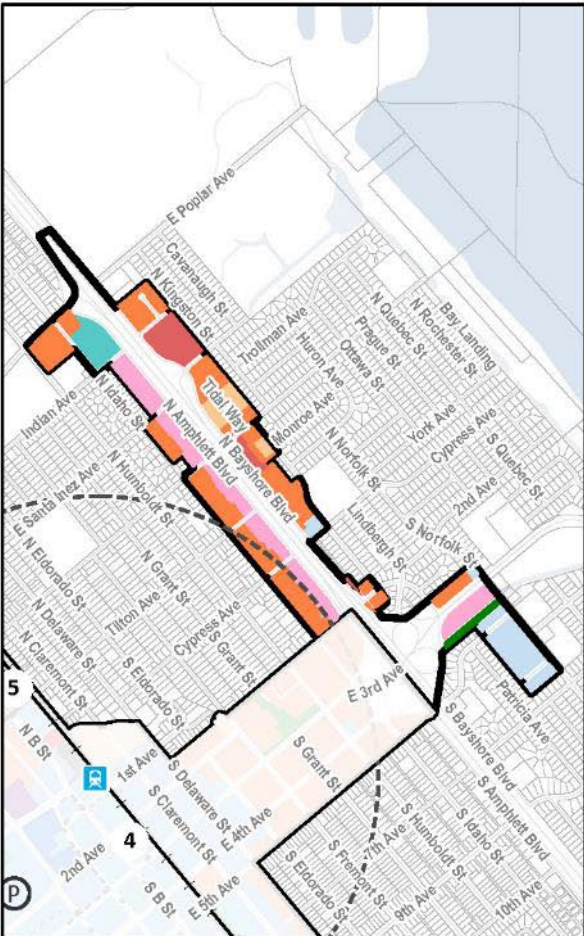 E Poplar Ave
Cavanaugh St
N Kingston St
Trollman Ave
Huron Ave
Ottawa St
Prague St
N Quebec St
N Rochester St
Bay Landing
Tidal Way
Monroe Ave
York Ave
Cypress Ave
S Quebec St
Indian Ave
N Idaho St
N Amphlett Blvd
N Bayshore Blvd
N Norfolk St
2nd Ave
Lindbergh St
S Norfolk St
E Santa Inez Ave
N Humboldt St
N Eldorado St
N Grant St
Tilton Ave
Cypress Ave
N Delaware St
N Claremont St
S Eldorado St
S Grant St
E 3rd Ave
Patricia Ave
5
N B St
1st Ave
S Delaware St
S Claremont St
S Grant St
S Bayshore Blvd
S Amphlett Blvd
4
2nd Ave
E 4th Ave
S Idaho St
S Humboldt St
7th Ave
S Fremont St
S Eldorado St
P
S B St
E 5th Ave
9th Ave
10th Ave